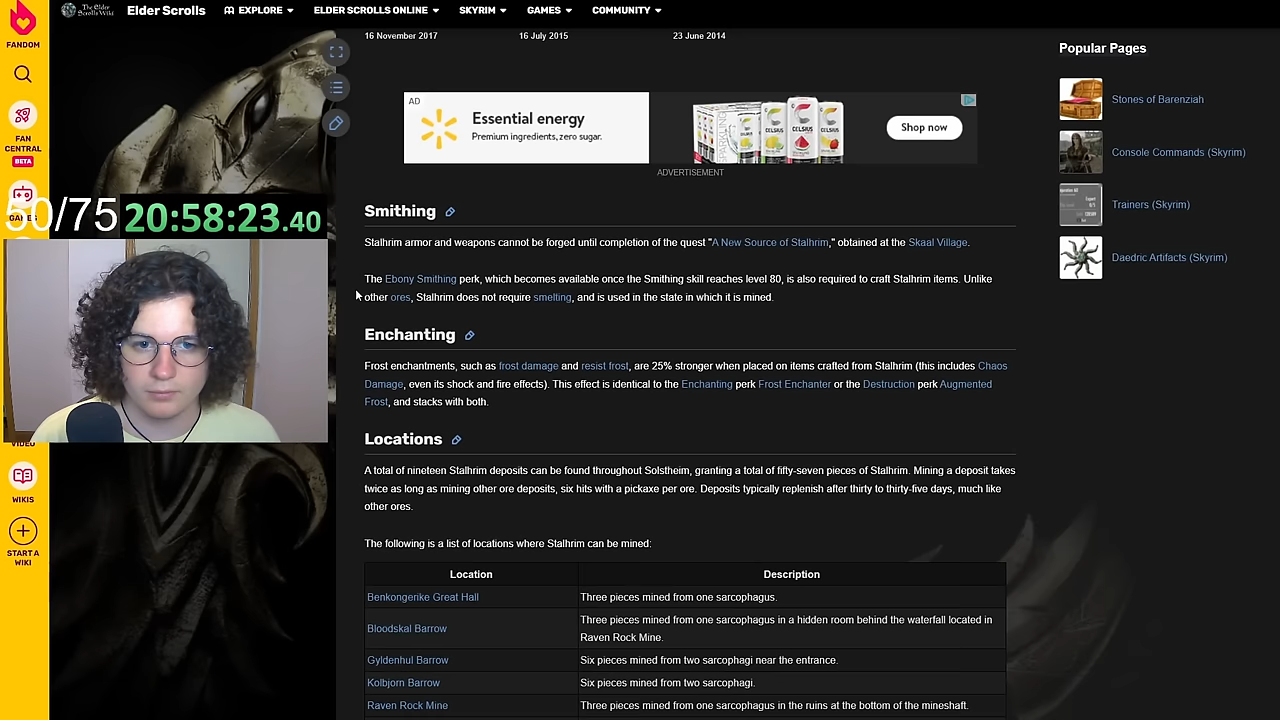 The Elder Scrolls Wiki
Elder Scrolls
EXPLORE
ELDER SCROLLS ONLINE
SKYRIM
GAMES
COMMUNITY
FANDOM
FAN CENTRAL
BETA
50/75
20:58:23.40
VIDEO
WIKIS
START A WIKI
16 November 2017
16 July 2015
23 June 2014
AD
Essential energy
Premium ingredients, zero sugar.
CELSIUS
CELSIUS
CELSIUS
Shop now
ADVERTISEMENT
Smithing
Stalhrim armor and weapons cannot be forged until completion of the quest "A New Source of Stalhrim," obtained at the Skaal Village.
The Ebony Smithing perk, which becomes available once the Smithing skill reaches level 80, is also required to craft Stalhrim items. Unlike
other ores, Stalhrim does not require smelting, and is used in the state in which it is mined.
Enchanting
Frost enchantments, such as frost damage and resist frost, are 25% stronger when placed on items crafted from Stalhrim (this includes Chaos
Damage, even its shock and fire effects). This effect is identical to the Enchanting perk Frost Enchanter or the Destruction perk Augmented
Frost, and stacks with both.
Locations
A total of nineteen Stalhrim deposits can be found throughout Solstheim, granting a total of fifty-seven pieces of Stalhrim. Mining a deposit takes
twice as long as mining other ore deposits, six hits with a pickaxe per ore. Deposits typically replenish after thirty to thirty-five days, much like
other ores.
The following is a list of locations where Stalhrim can be mined:
Location
Description
Benkongerike Great Hall
Three pieces mined from one sarcophagus.
Bloodskal Barrow
Three pieces mined from one sarcophagus in a hidden room behind the waterfall located in
Raven Rock Mine.
Gyldenhul Barrow
Six pieces mined from two sarcophagi near the entrance.
Kolbjorn Barrow
Six pieces mined from two sarcophagi.
Raven Rock Mine
Three pieces mined from one sarcophagus in the ruins at the bottom of the mineshaft.
Popular Pages
Stones of Barenziah
Console Commands (Skyrim)
Trainers (Skyrim)
Daedric Artifacts (Skyrim)